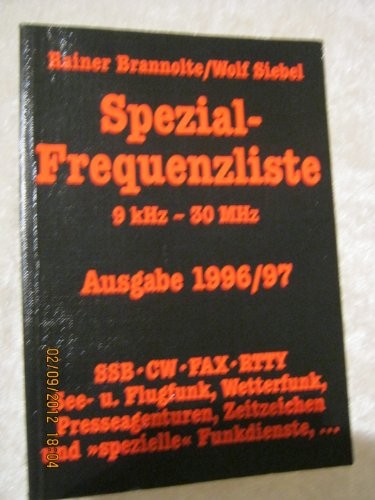 Rainer Brannolte/Wolf Siebel
Spezial-
Frequenzliste
9 kHz - 30 MHz
Ausgabe 1996/97
SSB·CW·FAX·RTTY
See- u. Flugfunk, Wetterfunk,
Presseagenturen, Zeitzeichen
und »spezielle« Funkdienste, ...
02/09/2012 18:04